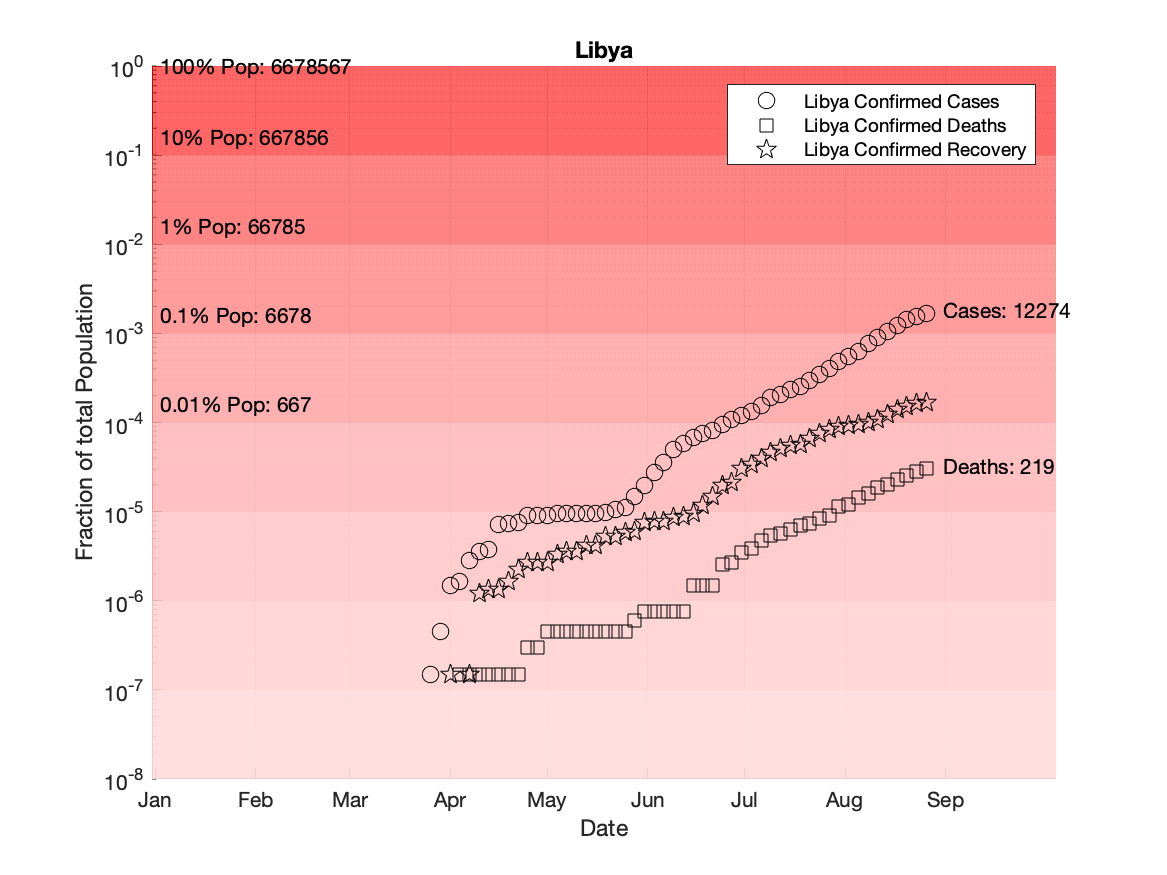 Libya
10^0
100% Pop: 6678567
Libya Confirmed Cases
Libya Confirmed Deaths
Libya Confirmed Recovery
10% Pop: 667856
10^-1
1% Pop: 66785
10^-2
0.1% Pop: 6678
Cases: 12274
10^-3
0.01% Pop: 667
10^-4
Deaths: 219
10^-5
10^-6
10^-7
10^-8
Fraction of total Population
Jan Feb Mar Apr May Jun Jul Aug Sep
Date